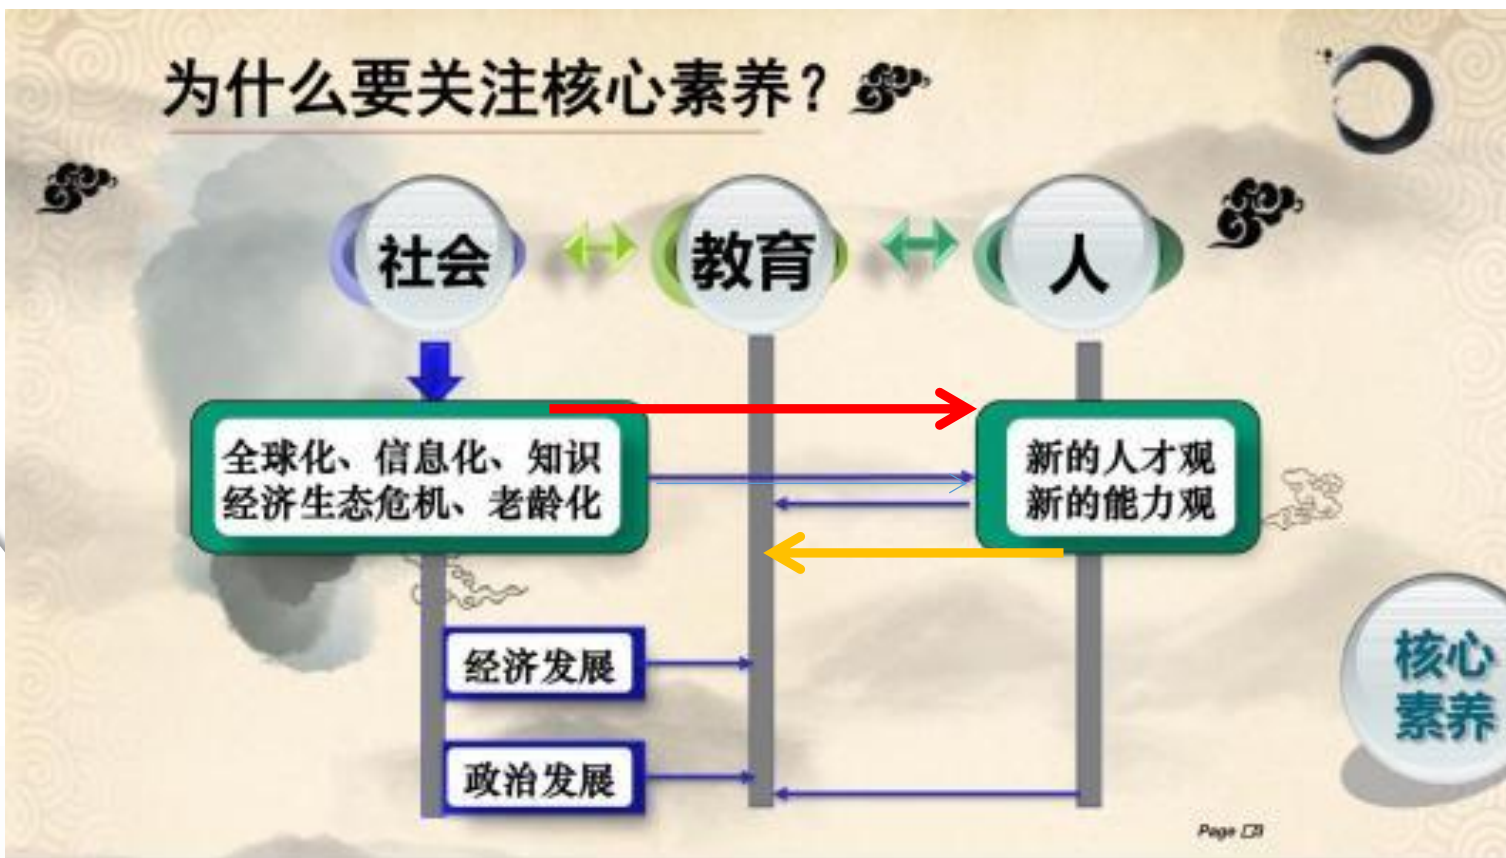 为什么要关注核心素养？
社会
教育
人
全球化、信息化、知识
经济生态危机、老龄化
新的人才观
新的能力观
经济发展
政治发展
核心
素养
Page